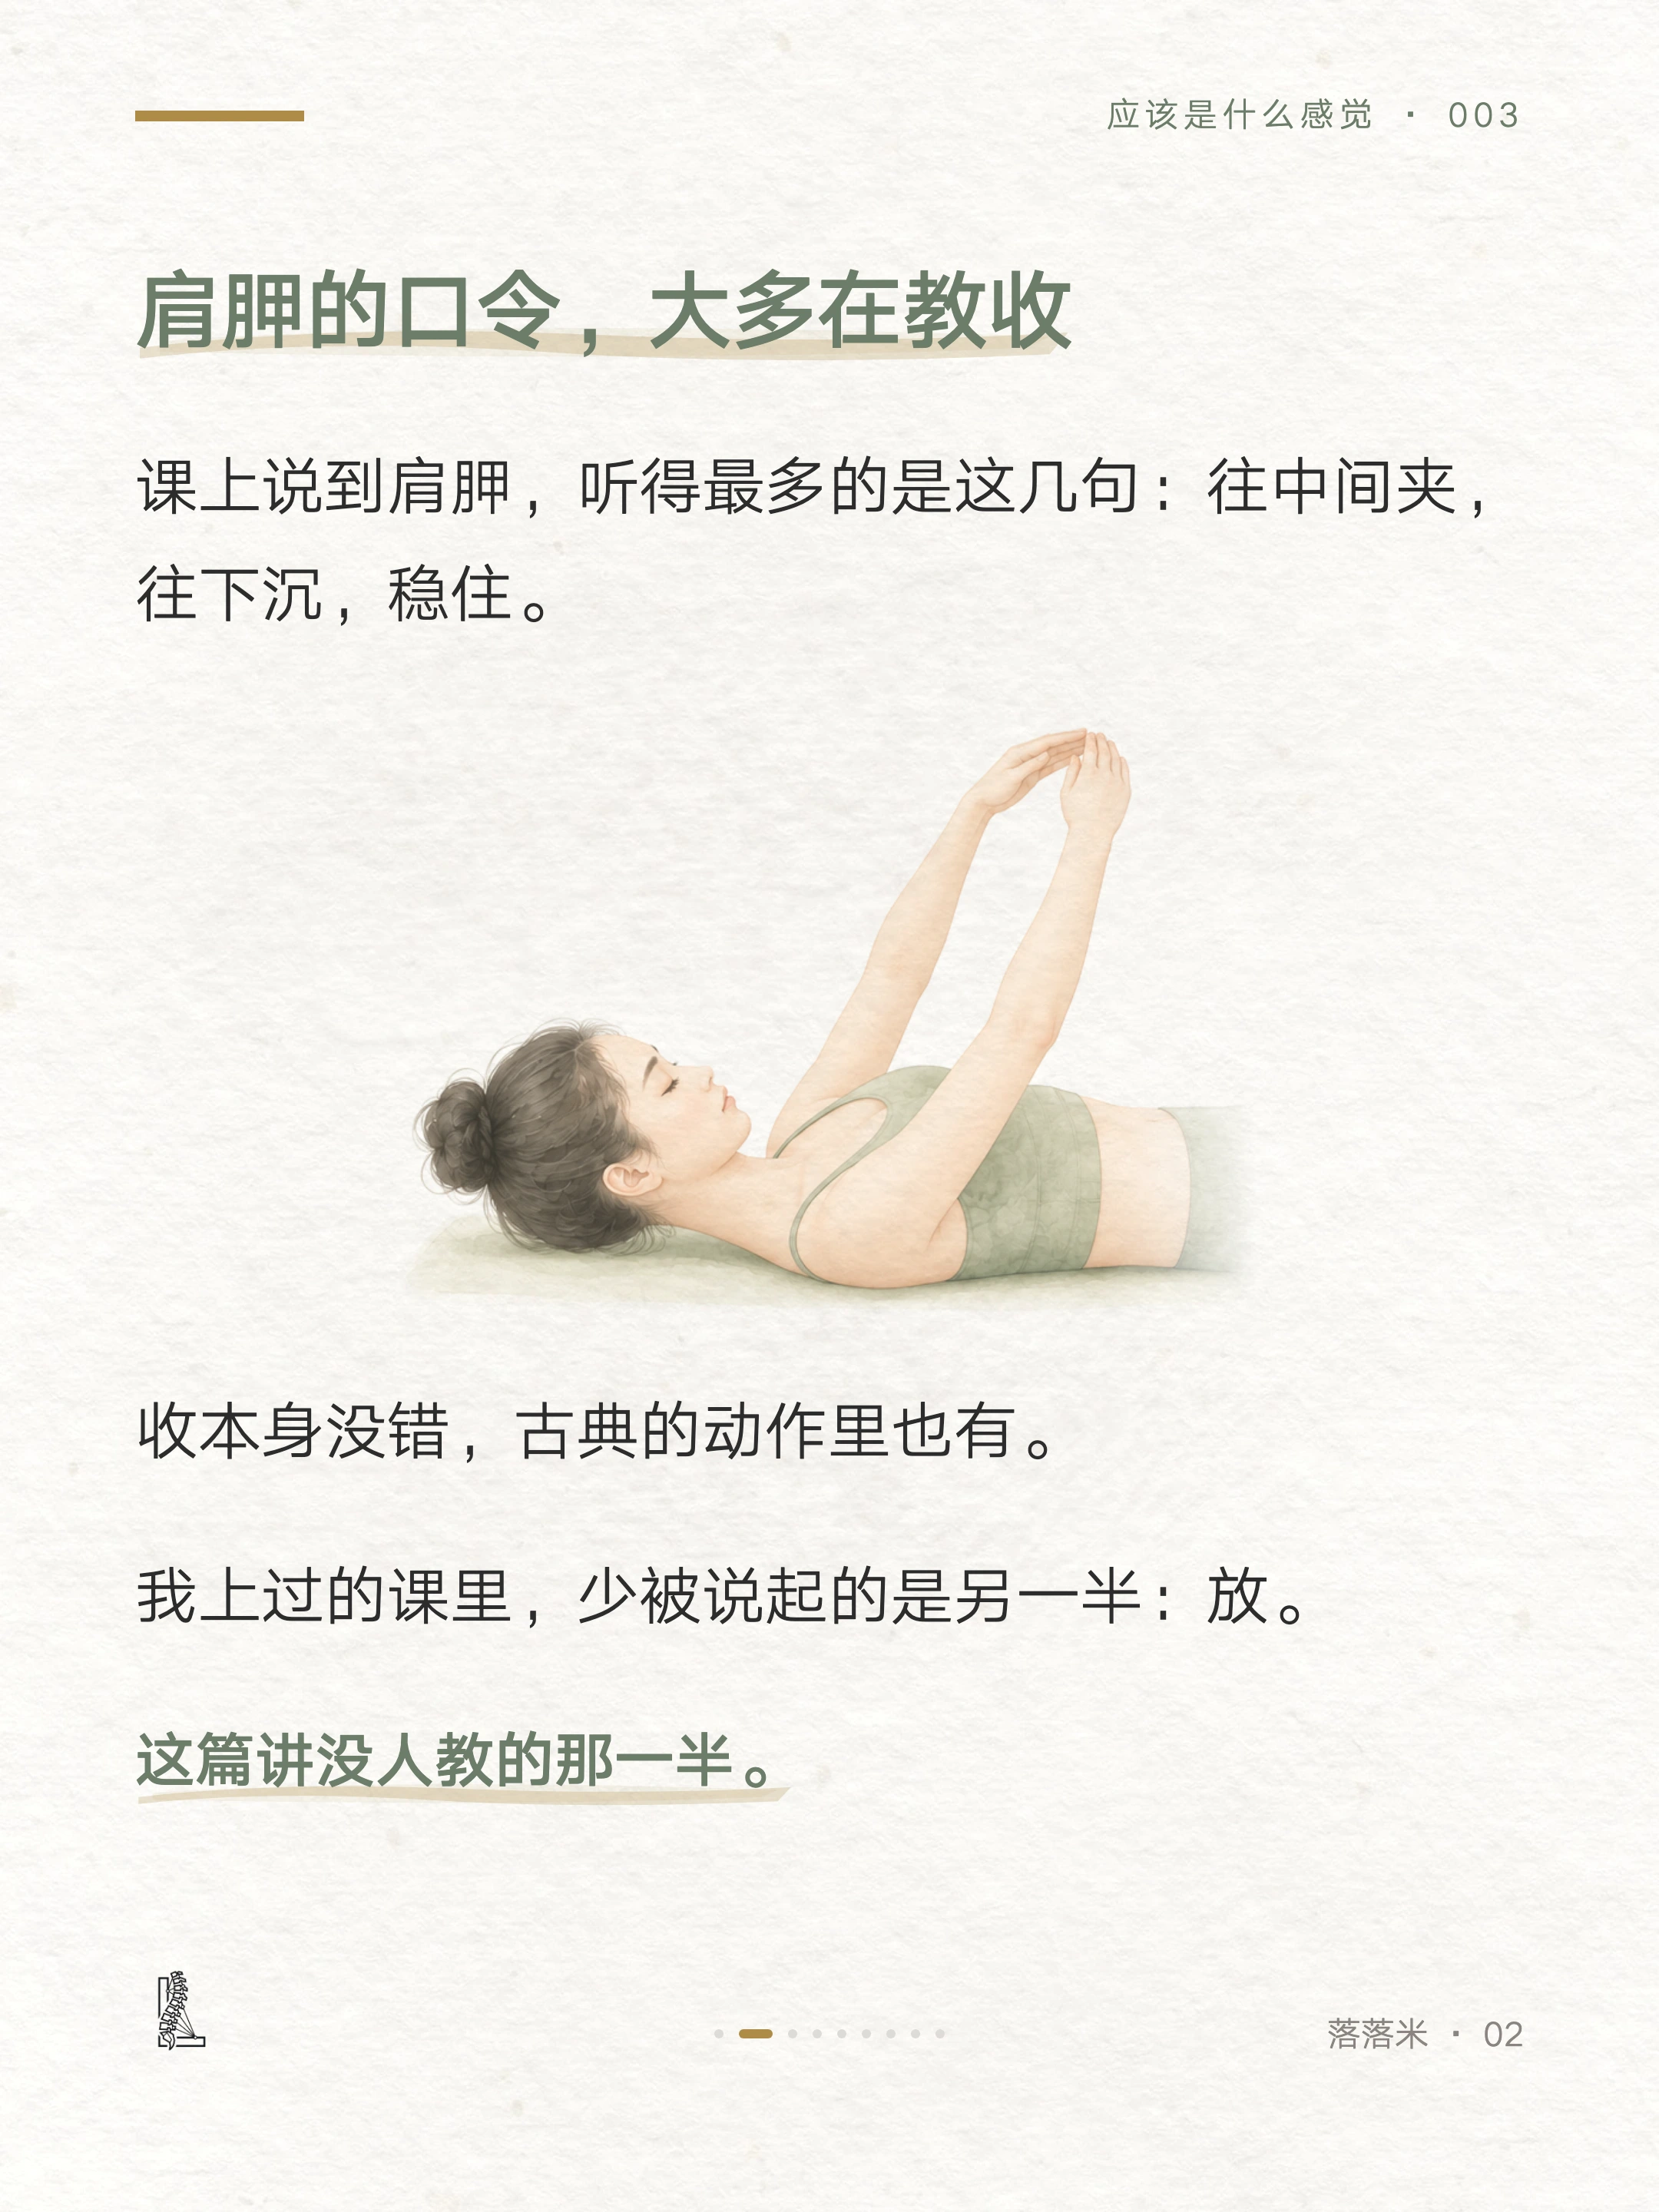 应该是什么感觉 · 003
肩胛的口令，大多在教收
课上说到肩胛，听得最多的是这几句：往中间夹，
往下沉，稳住。
收本身没错，古典的动作里也有。
我上过的课里，少被说起的是另一半：放。
这篇讲没人教的那一半。
落落米 · 02